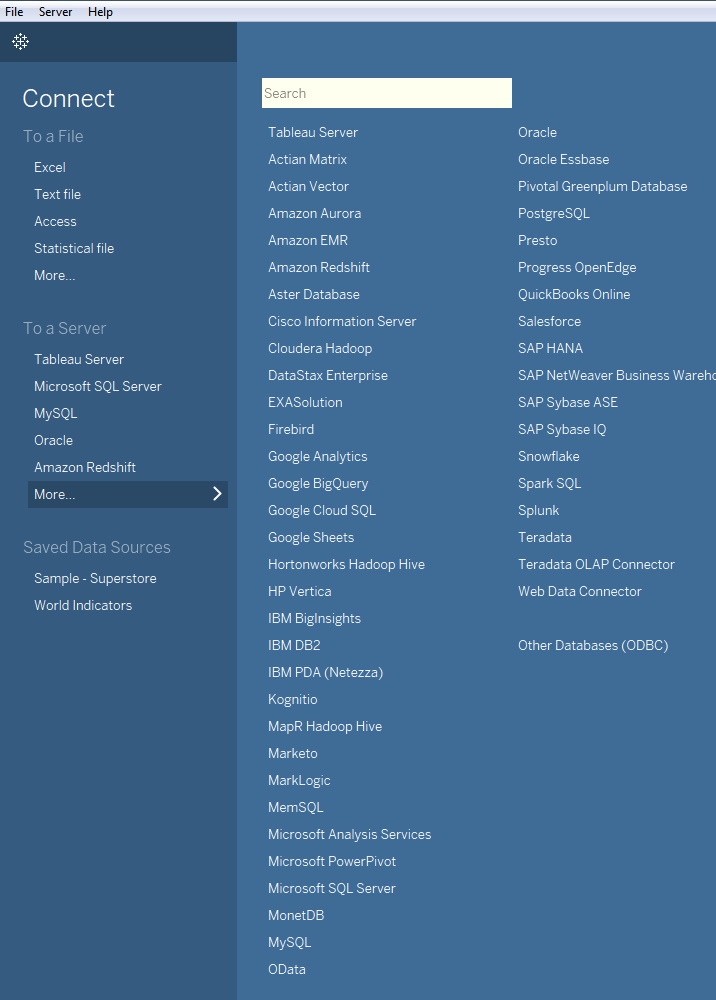 File Server Help
Connect
To a File
Excel
Text file
Access
Statistical file
More...
To a Server
Tableau Server
Microsoft SQL Server
MySQL
Oracle
Amazon Redshift
More...
Saved Data Sources
Sample - Superstore
World Indicators
Search
Tableau Server
Actian Matrix
Actian Vector
Amazon Aurora
Amazon EMR
Amazon Redshift
Aster Database
Cisco Information Server
Cloudera Hadoop
DataStax Enterprise
EXASolution
Firebird
Google Analytics
Google BigQuery
Google Cloud SQL
Google Sheets
Hortonworks Hadoop Hive
HP Vertica
IBM BigInsights
IBM DB2
IBM PDA (Netezza)
Kognitio
MapR Hadoop Hive
Marketo
MarkLogic
MemSQL
Microsoft Analysis Services
Microsoft PowerPivot
Microsoft SQL Server
MonetDB
MySQL
OData
Oracle
Oracle Essbase
Pivotal Greenplum Database
PostgreSQL
Presto
Progress OpenEdge
QuickBooks Online
Salesforce
SAP HANA
SAP NetWeaver Business Wareho
SAP Sybase ASE
SAP Sybase IQ
Snowflake
Spark SQL
Splunk
Teradata
Teradata OLAP Connector
Web Data Connector
Other Databases (ODBC)